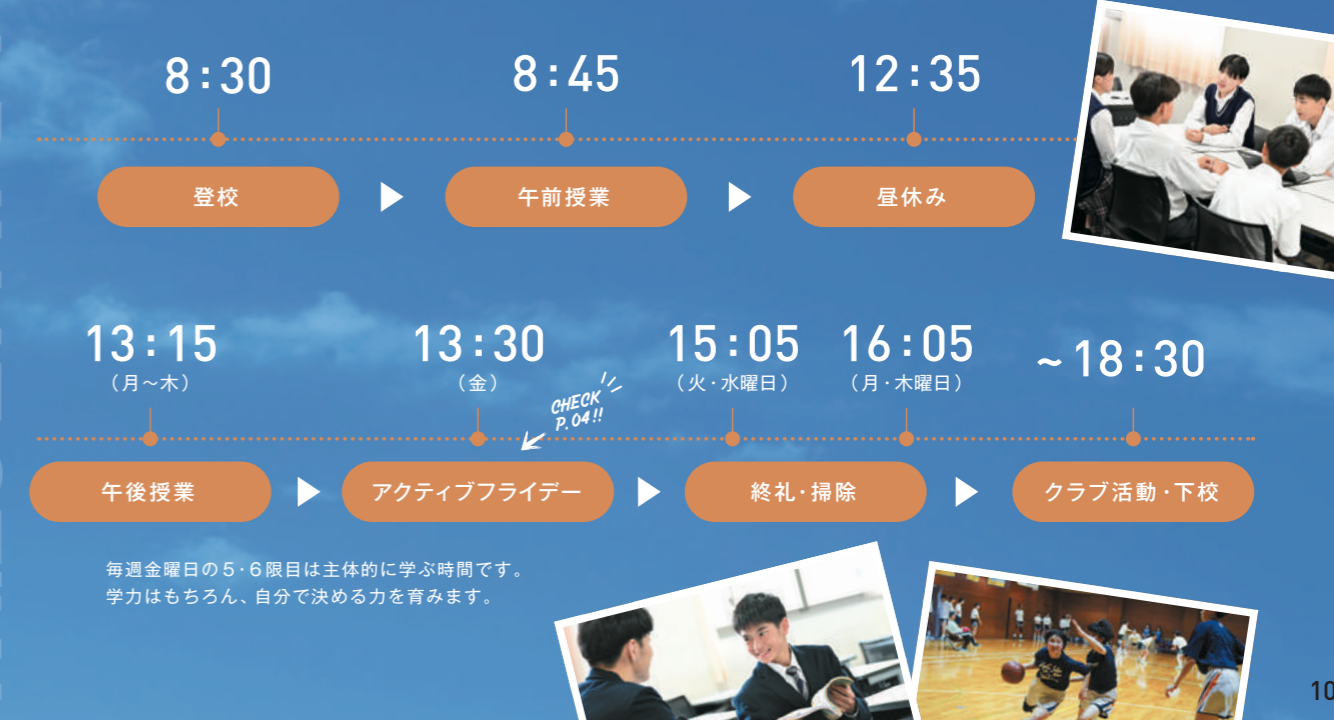 8:30
8:45
12:35
登校
午前授業
昼休み
13:15
(月〜木)
13:30
(金)
15:05
(火・水曜日)
16:05
(月・木曜日)
~18:30
CHECK
P.04!!
午後授業
アクティブフライデー
終礼・掃除
クラブ活動・下校
毎週金曜日の5・6限目は主体的に学ぶ時間です。
学力はもちろん、自分で決める力を育みます。
10